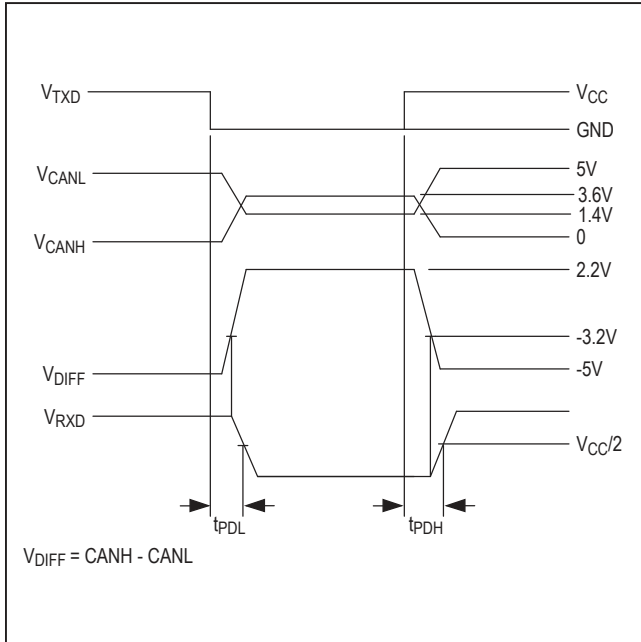 VTXD
VCC
GND
VCANL
5V
3.6V
1.4V
VCANH
0
2.2V
-3.2V
VDIFF
-5V
VRXD
VCC/2
tPDL
tPDH
VDIFF = CANH - CANL